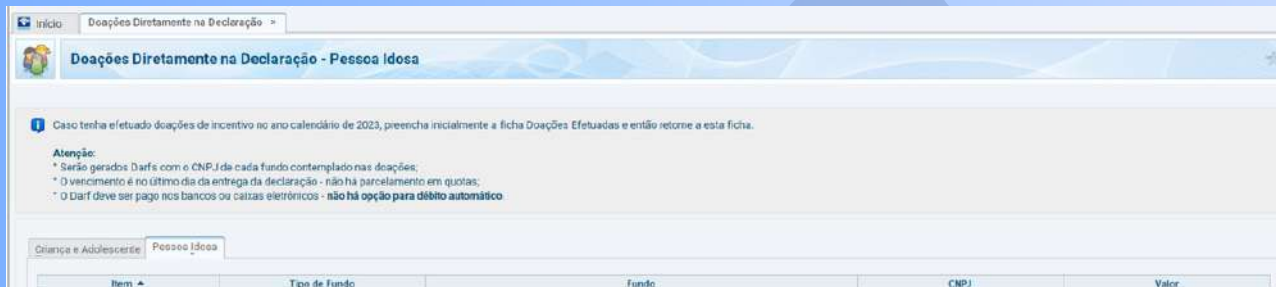 Início Doações Diretamente na Declaração
Doações Diretamente na Declaração - Pessoa Idosa
Caso tenha efetuado doações de incentivo no ano calendário de 2023, preencha inicialmente a ficha Doações Efetuadas e então retorne a esta ficha.
Atenção:
* Serão gerados Darfs com o CNPJ de cada fundo contemplado nas doações;
* O vencimento é no último dia da entrega da declaração - não há parcelamento em quotas;
* O Darf deve ser pago nos bancos ou caixas eletrônicos - não há opção para débito automático.
Criança e Adolescente Pessoa Idosa
Item Tipo de Fundo Fundo CNPJ Valor